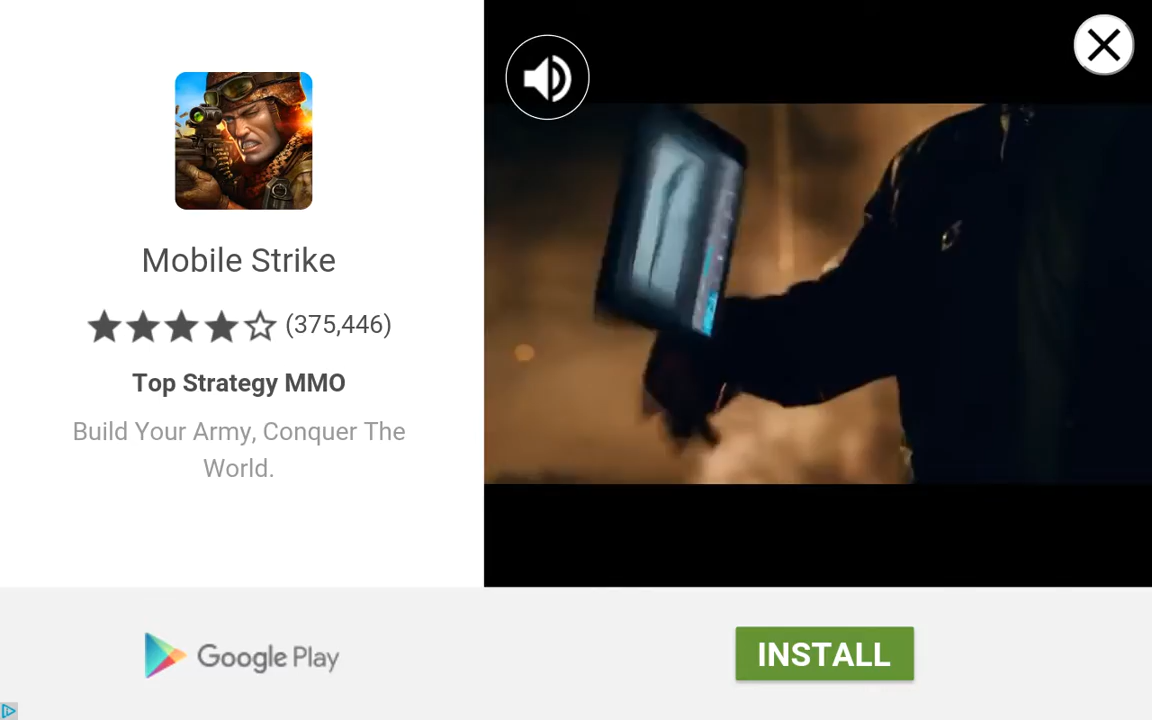 Mobile Strike
(375,446)
Top Strategy MMO
Build Your Army, Conquer The
World.
Google Play
INSTALL